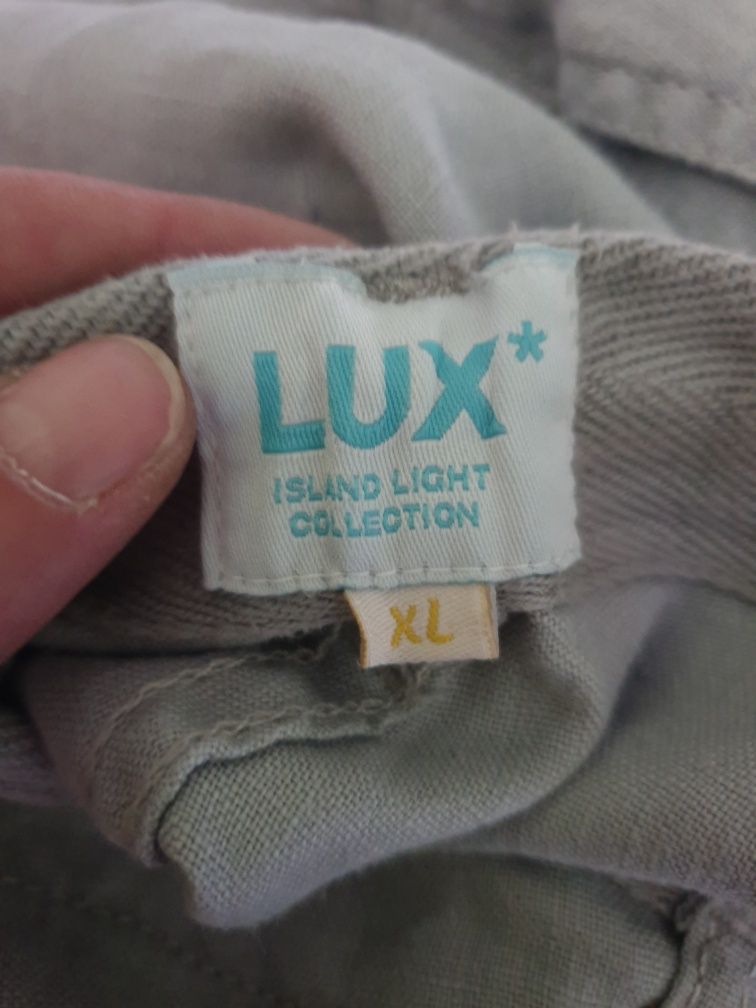 LUX*
ISLAND LIGHT
COLLECTION
XL